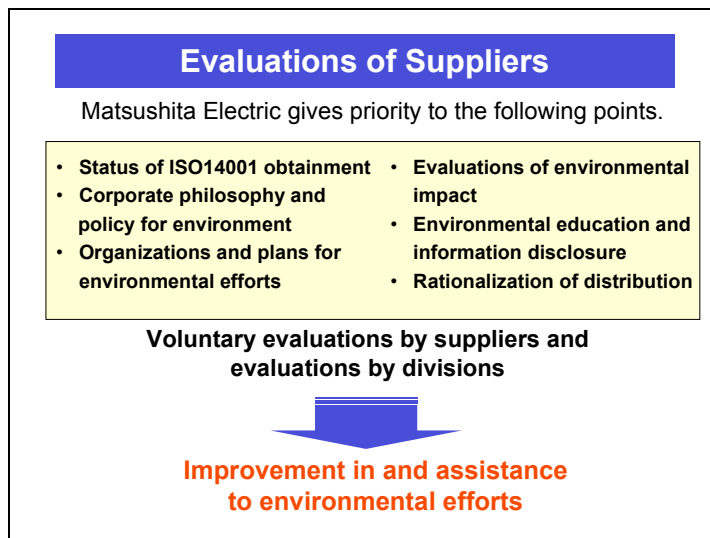 Evaluations of Suppliers
Matsushita Electric gives priority to the following points.
• Status of ISO14001 obtainment
• Corporate philosophy and
policy for environment
• Organizations and plans for
environmental efforts
• Evaluations of environmental
impact
• Environmental education and
information disclosure
• Rationalization of distribution
Voluntary evaluations by suppliers and
evaluations by divisions
Improvement in and assistance
to environmental efforts